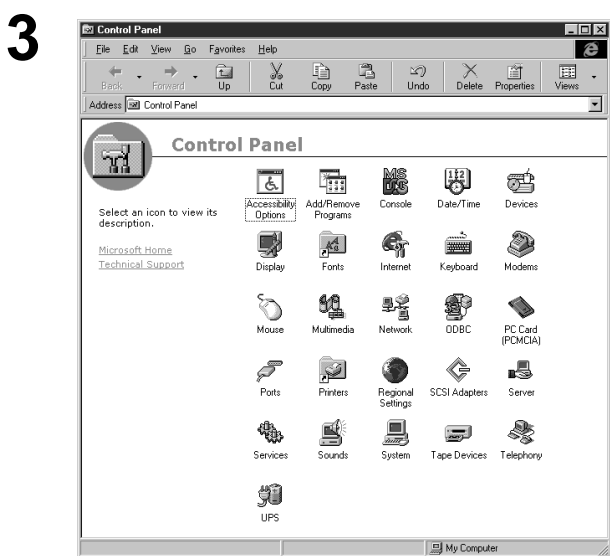 3
Control Panel
File Edit View Go Favorites Help
Back Forward Up Cut Copy Paste Undo Delete Properties Views
Address Control Panel
Control Panel
Select an icon to view its
description.
Microsoft Home
Technical Support
Accessibility
Options
Add/Remove
Programs
MS
DOS
Console
112
Date/Time
Devices
Display
Fonts
Internet
Keyboard
Modems
Mouse
Multimedia
Network
ODBC
PC Card
(PCMCIA)
Ports
Printers
Regional
Settings
SCSI Adapters
Server
Services
Sounds
System
Tape Devices
Telephony
UPS
My Computer